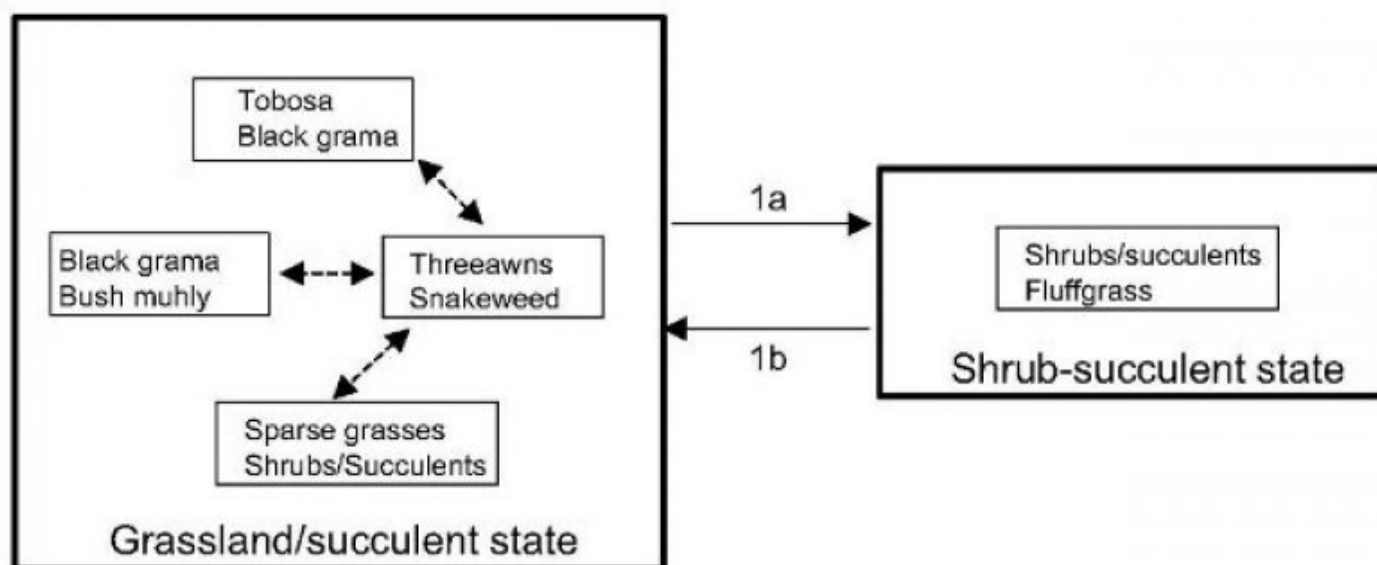 Tobosa
Black grama
Black grama
Bush muhly
Threeawns
Snakeweed
Sparse grasses
Shrubs/Succulents
Grassland/succulent state
1a
1b
Shrubs/succulents
Fluffgrass
Shrub-succulent state